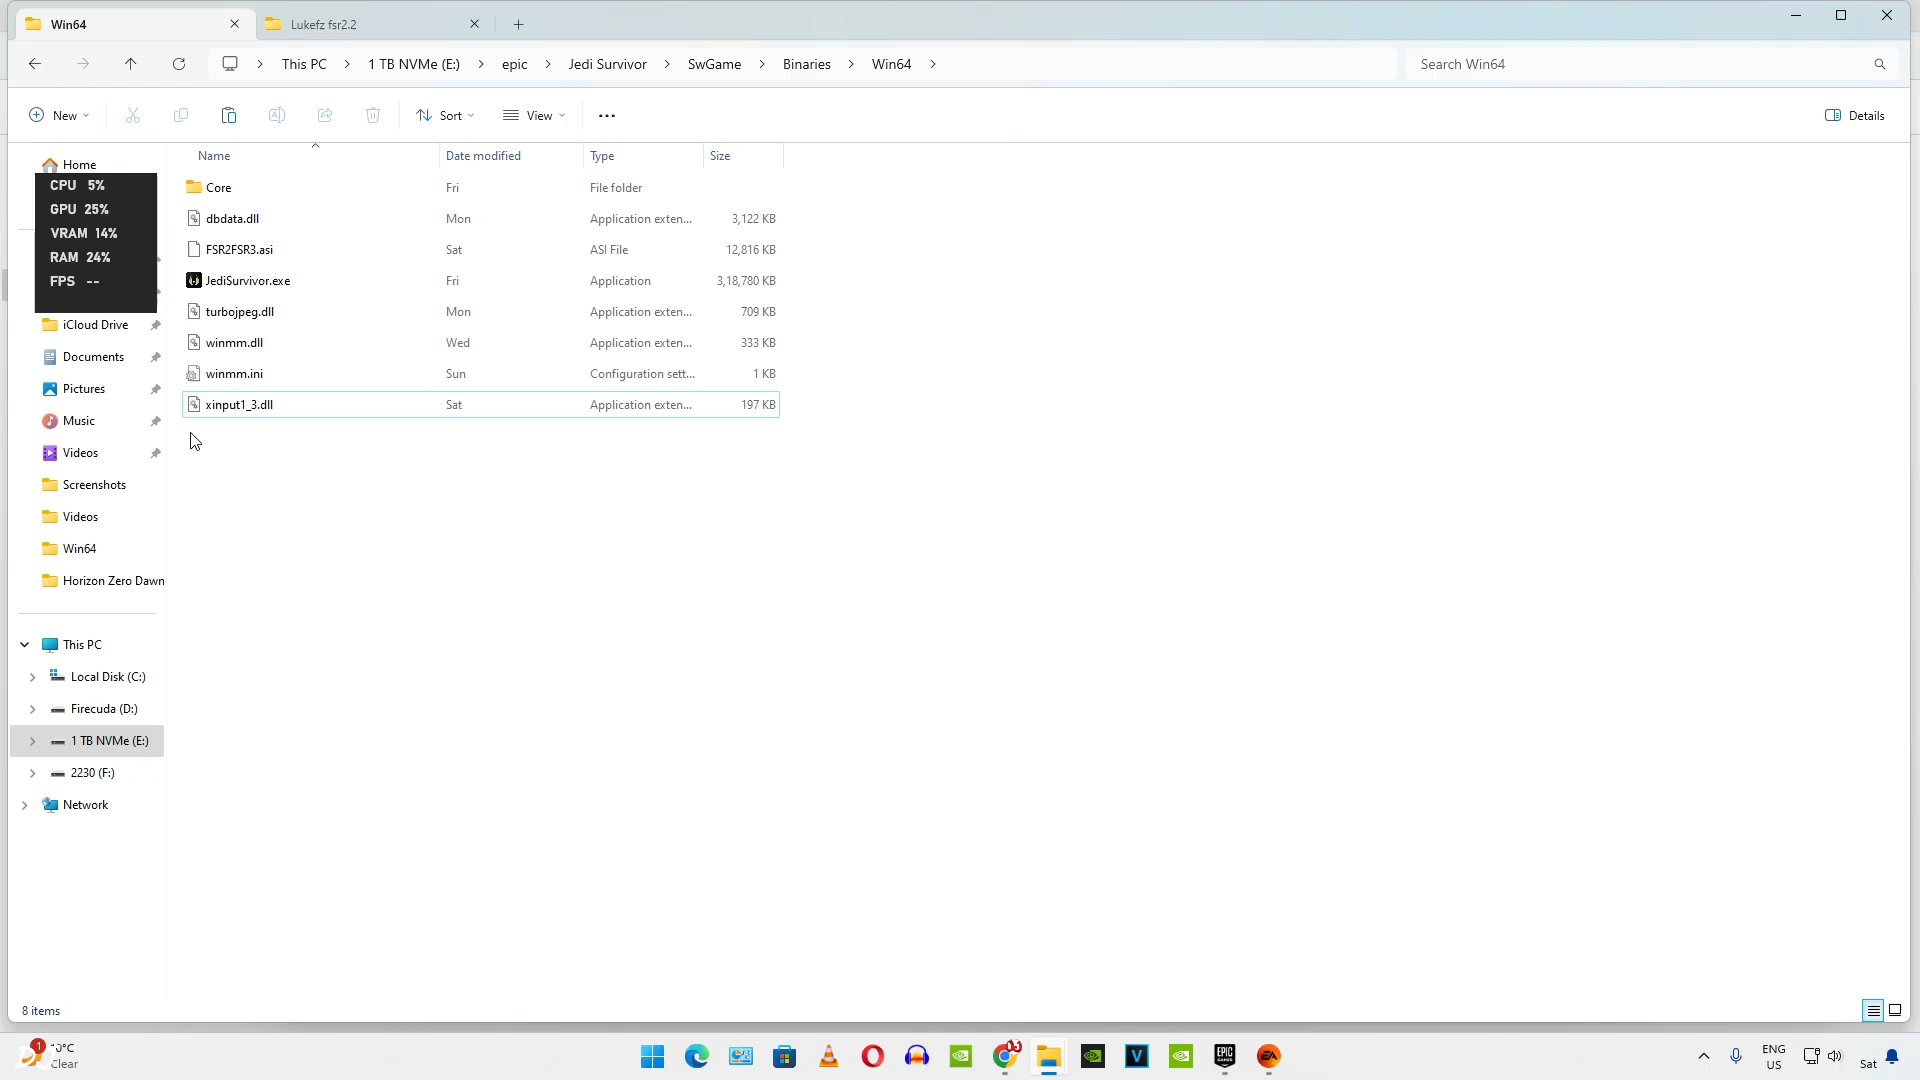 Win64
Lukefz fsr2.2
This PC
1 TB NVMe (E:)
epic
Jedi Survivor
SwGame
Binaries
Win64
Search Win64
New
Sort
View
Details
Name
Date modified
Type
Size
Core Fri File folder
dbdata.dll Mon Application exten... 3,122 KB
FSR2FSR3.asi Sat ASI File 12,816 KB
JediSurvivor.exe Fri Application 3,18,780 KB
turbojpeg.dll Mon Application exten... 709 KB
winmm.dll Wed Application exten... 333 KB
winmm.ini Sun Configuration sett... 1 KB
xinput1_3.dll Sat Application exten... 197 KB
Home
CPU 5%
GPU 25%
VRAM 14%
RAM 24%
FPS --
iCloud Drive
Documents
Pictures
Music
Videos
Screenshots
Videos
Win64
Horizon Zero Dawn
This PC
Local Disk (C:)
Firecuda (D:)
1 TB NVMe (E:)
2230 (F:)
Network
8 items
1
Clear
EPIC
GAMES
EA
V
ENG
US
Sat